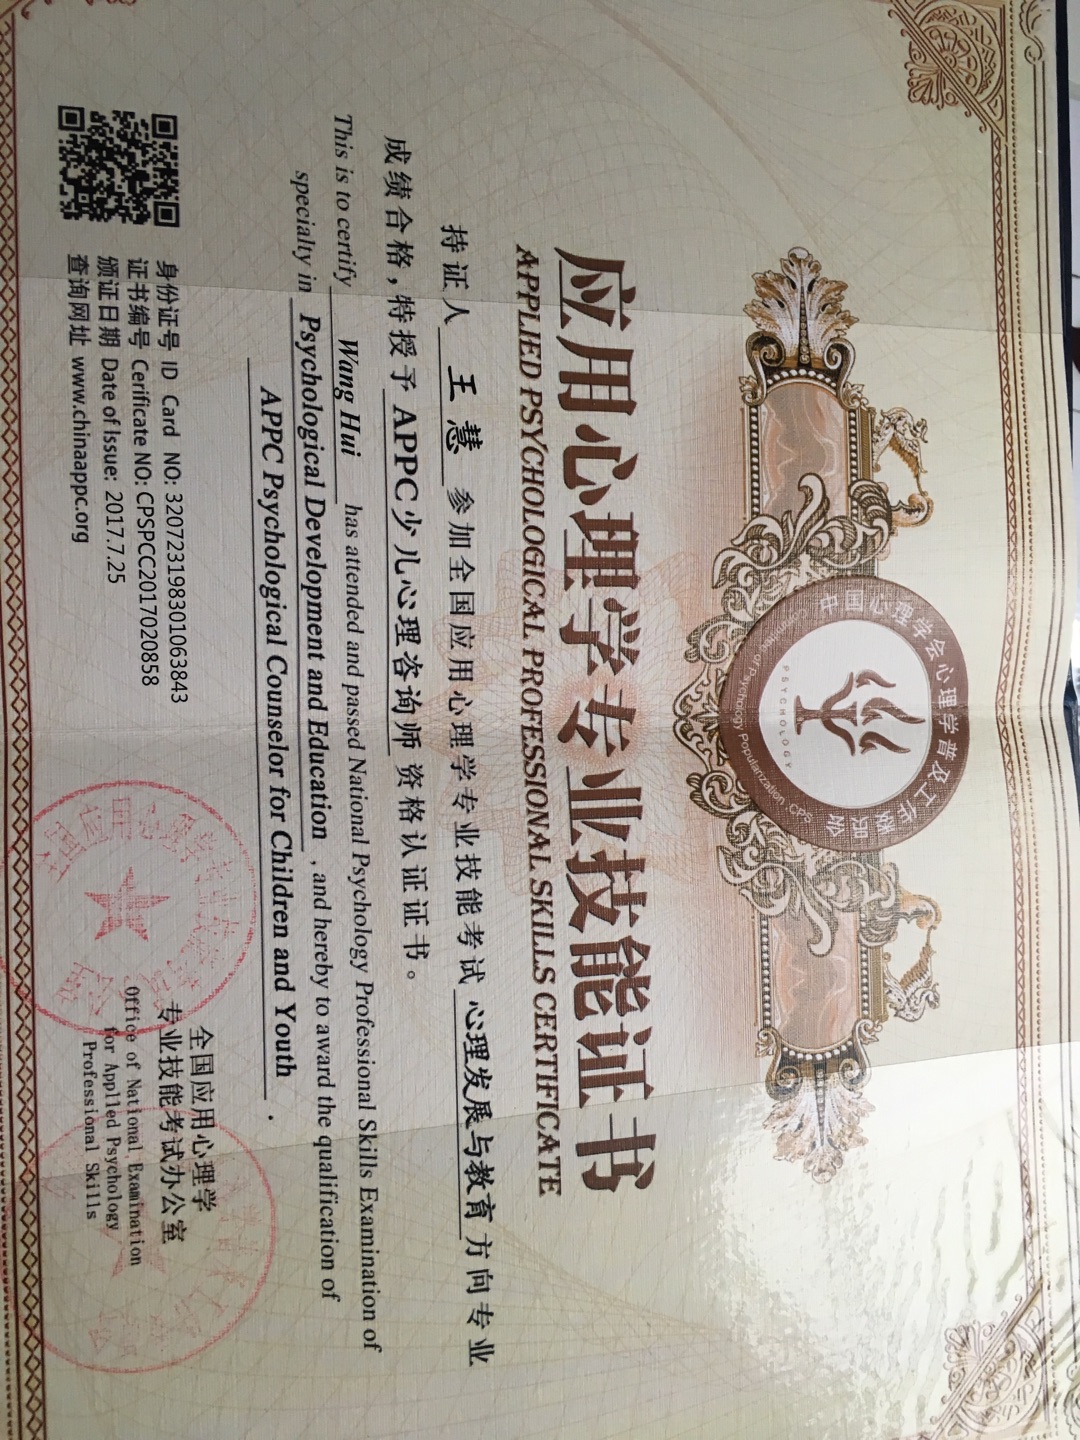 中国心理学会心理学普及工作委员会
PSYCHOLOGY
应用心理学专业技能证书
APPLIED PSYCHOLOGICAL PROFESSIONAL SKILLS CERTIFICATE
持证人 王 慧 参加全国应用心理学专业技能考试 心理发展与教育 方向专业
成绩合格，特授予 APPC少儿心理咨询师 资格认证证书。
This is to certify Wang Hui has attended and passed National Psychology Professional Skills Examination of
specialty in Psychological Development and Education , and hereby to award the qualification of
APPC Psychological Counselor for Children and Youth .
身份证号 ID Card NO: 320723198301063843
证书编号 Cerificate NO: CPSPCC2017020858
颁证日期 Date of Issue: 2017.7.25
查询网址 www.chinaappc.org
全国应用心理学
专业技能考试办公室
Office of National Examination
for Applied Psychology
Professional Skills